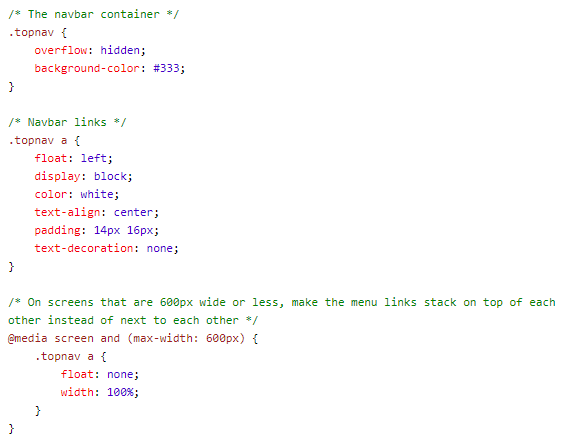 /* The navbar container */
.topnav {
    overflow: hidden;
    background-color: #333;
}

/* Navbar links */
.topnav a {
    float: left;
    display: block;
    color: white;
    text-align: center;
    padding: 14px 16px;
    text-decoration: none;
}

/* On screens that are 600px wide or less, make the menu links stack on top of each
other instead of next to each other */
@media screen and (max-width: 600px) {
    .topnav a {
        float: none;
        width: 100%;
    }
}